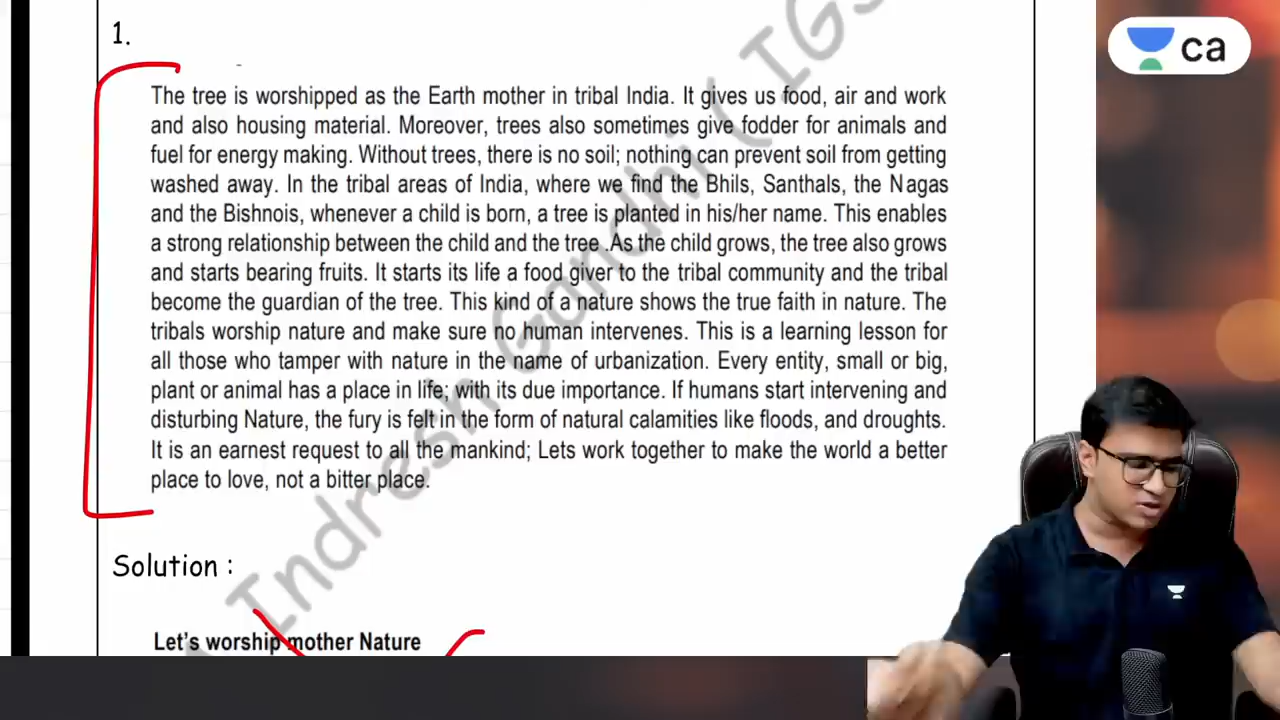 1.
ca
The tree is worshipped as the Earth mother in tribal India. It gives us food, air and work
and also housing material. Moreover, trees also sometimes give fodder for animals and
fuel for energy making. Without trees, there is no soil; nothing can prevent soil from getting
washed away. In the tribal areas of India, where we find the Bhils, Santhals, the Nagas
and the Bishnois, whenever a child is born, a tree is planted in his/her name. This enables
a strong relationship between the child and the tree .As the child grows, the tree also grows
and starts bearing fruits. It starts its life a food giver to the tribal community and the tribal
become the guardian of the tree. This kind of a nature shows the true faith in nature. The
tribals worship nature and make sure no human intervenes. This is a learning lesson for
all those who tamper with nature in the name of urbanization. Every entity, small or big,
plant or animal has a place in life; with its due importance. If humans start intervening and
disturbing Nature, the fury is felt in the form of natural calamities like floods, and droughts.
It is an earnest request to all the mankind; Lets work together to make the world a better
place to love, not a bitter place.
Indresh Gandhi ( IGS
Solution :
Let's worship mother Nature